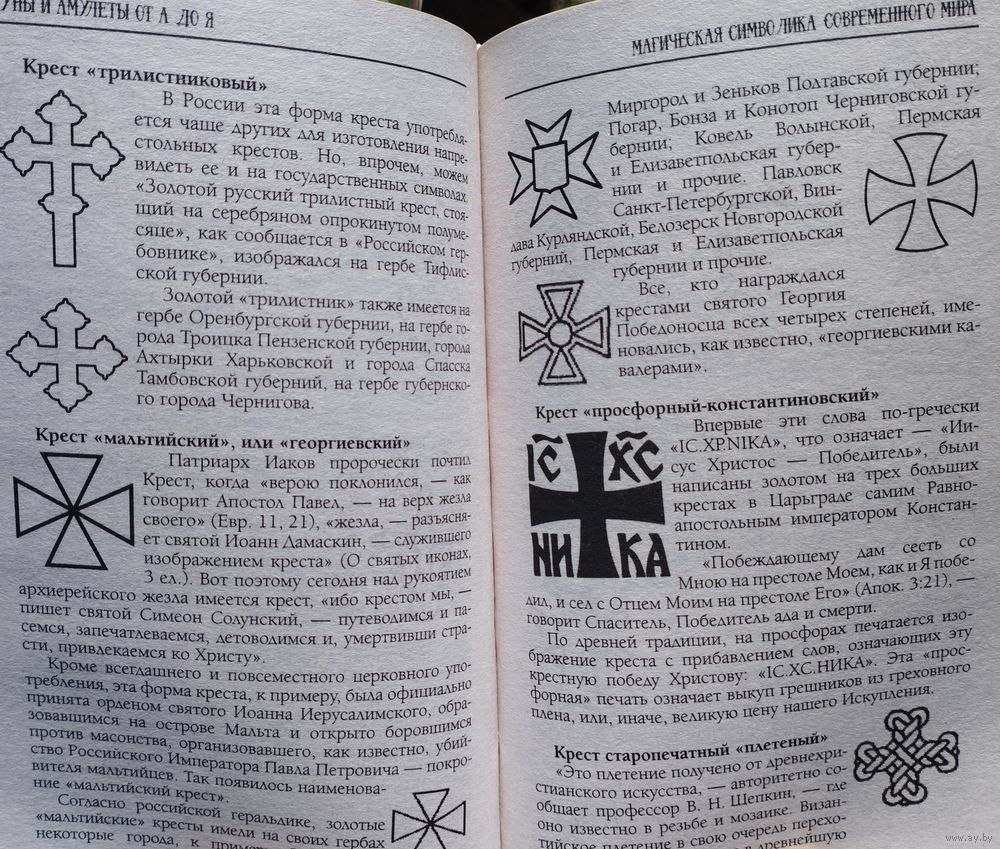 УНЫ И АМУЛЕТЫ ОТ А ДО Я
Крест «трилистниковый»
В России эта форма креста употребля-
ется чаще других для изготовления напре-
стольных крестов. Но, впрочем, можем
видеть ее и на государственных символах.
«Золотой русский трилистный крест, стоя-
щий на серебряном опрокинутом полуме-
сяце», как сообщается в «Российском гер-
бовнике», изображался на гербе Тифлис-
ской губернии.
Золотой «трилистник» также имеется на
гербе Оренбургской губернии, на гербе го-
рода Троицка Пензенской губернии, города
Ахтырки Харьковской и города Спасска
Тамбовской губерний, на гербе губернско-
го города Чернигова.
Крест «мальтийский», или «георгиевский»
Патриарх Иаков пророчески почтил
Крест, когда «верою поклонился, — как
говорит Апостол Павел, — на верх жезла
своего» (Евр. 11, 21), «жезла, — разъясня-
ет святой Иоанн Дамаскин, — служившего
изображением креста» (О святых иконах,
3 ел.). Вот поэтому сегодня над рукоятием
архиерейского жезла имеется крест, «ибо крестом мы, —
пишет святой Симеон Солунский, — путеводимся и па-
семся, запечатлеваемся, детоводимся и, умертвивши стра-
сти, привлекаемся ко Христу».
Кроме всегдашнего и повсеместного церковного упо-
требления, эта форма креста, к примеру, была официально
принята орденом святого Иоанна Иерусалимского, обра-
зовавшимся на острове Мальта и открыто боровшимся
против масонства, организовавшего, как известно, убий-
ство Российского Императора Павла Петровича — покро-
вителя мальтийцев. Так появилось наименова-
ние «мальтийский крест».
Согласно российской геральдике, золотые
«мальтийские» кресты имели на своих гербах
некоторые города, к примеру
МАГИЧЕСКАЯ СИМВОЛИКА СОВРЕМЕННОГО МИРА
Миргород и Зеньков Полтавской губернии;
Погар, Бонза и Конотоп Черниговской гу-
бернии; Ковель Волынской, Пермская
и Елизаветпольская губер-
нии и прочие. Павловск
Санкт-Петербургской, Вин-
дава Курляндской, Белозерск Новгородской
губерний, Пермская и Елизаветпольская
губернии и прочие.
Все, кто награждался
крестами святого Георгия
Победоносца всех четырех степеней, име-
новались, как известно, «георгиевскими ка-
валерами».
Крест «просфорный-константиновский»
Впервые эти слова по-гречески
«IC.XP.NIKA», что означает — «Ии-
сус Христос — Победитель», были
написаны золотом на трех больших
крестах в Царьграде самим Равно-
апостольным императором Констан-
тином.
IС ХС
НИ КА
«Побеждающему дам сесть со
Мною на престоле Моем, как и Я побе-
дил, и сел с Отцем Моим на престоле Его» (Апок. 3:21), —
говорит Спаситель, Победитель ада и смерти.
По древней традиции, на просфорах печатается изо-
бражение креста с прибавлением слов, означающих эту
крестную победу Христову: «IС.ХС.НИКА». Эта «прос-
форная» печать означает выкуп грешников из греховного
плена, или, иначе, великую цену нашего Искупления.
Крест старопечатный «плетеный»
«Это плетение получено от древнехри-
стианского искусства, — авторитетно со-
общает профессор В. Н. Щепкин, — где
оно известно в резьбе и мозаике. Визан-
тийское плетение в свою очередь перехо-
в древнейшую
www.ay.by